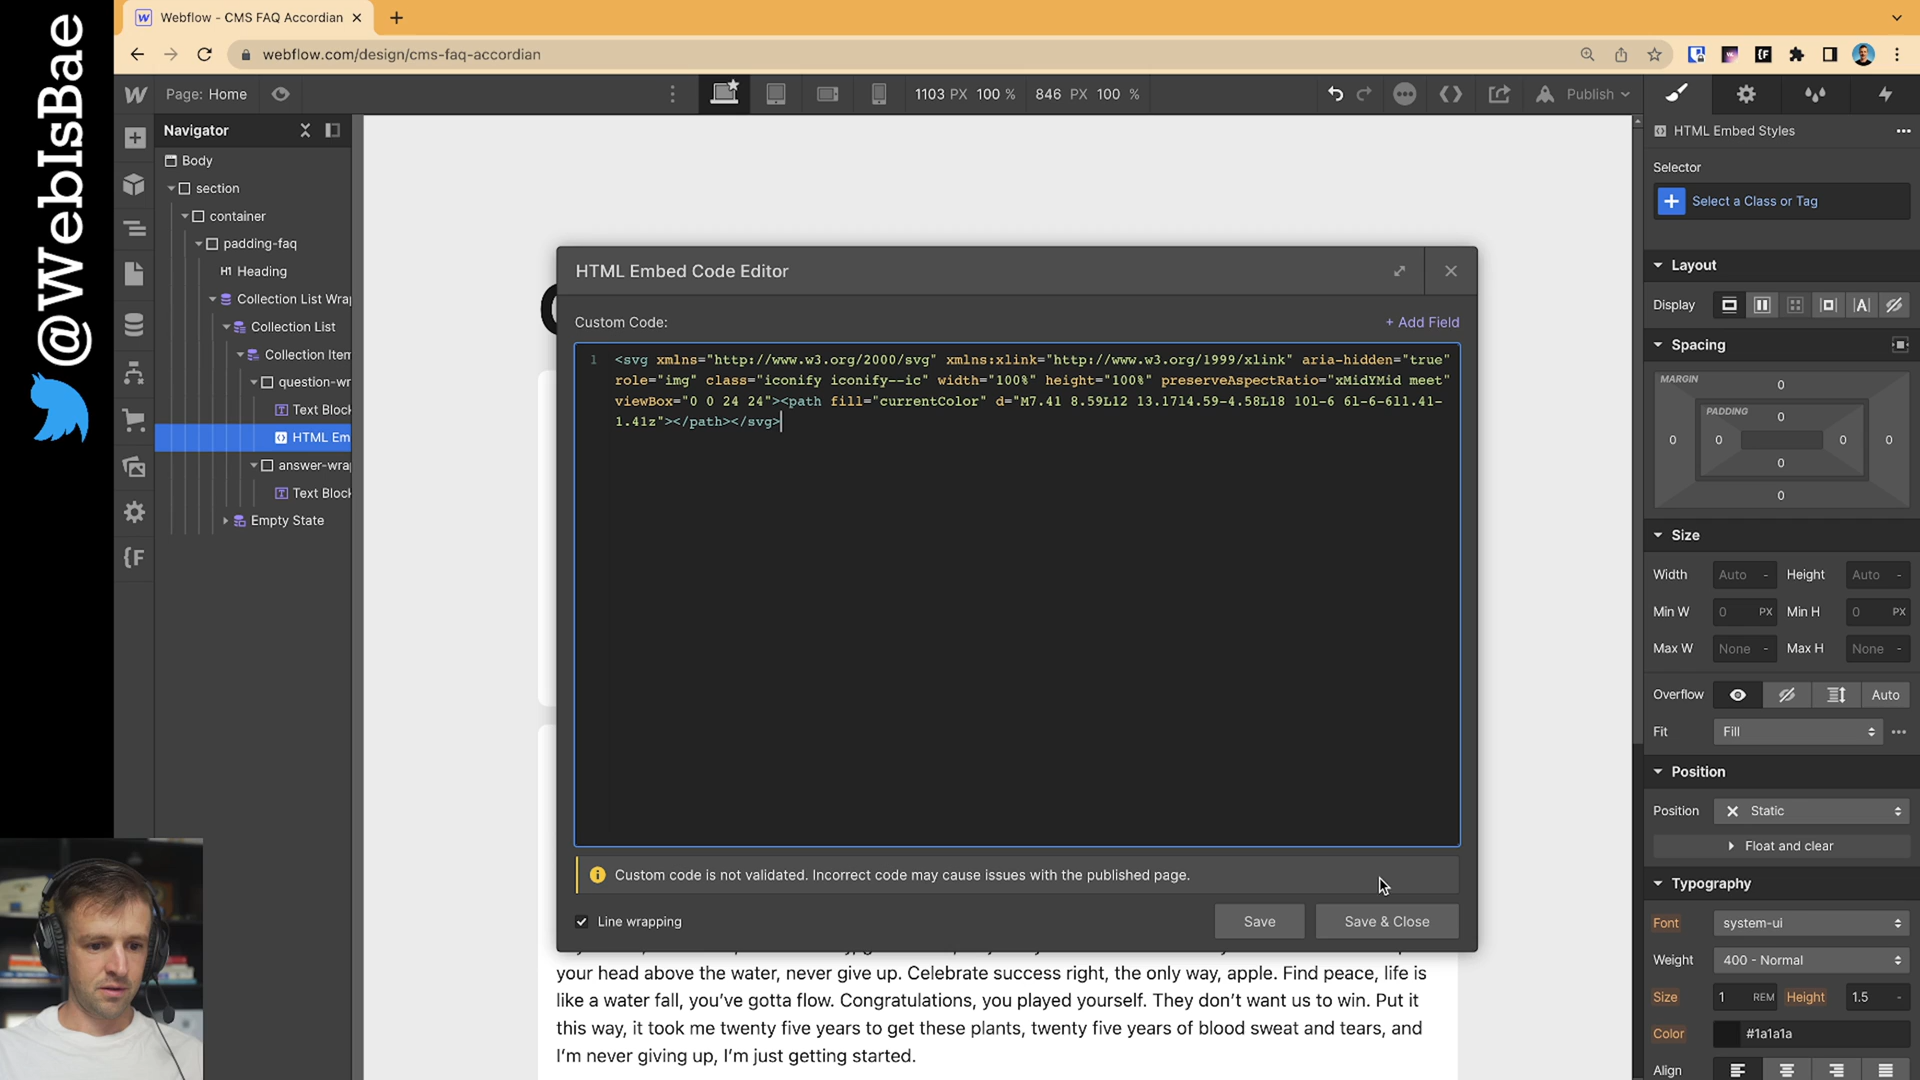 @WebIsBae
Webflow - CMS FAQ Accordian
webflow.com/design/cms-faq-accordian
Page: Home
1103 PX 100 %
846 PX 100 %
Publish
Navigator
Body
section
container
padding-faq
H1 Heading
Collection List Wra
Collection List
Collection Item
question-wr
Text Block
HTML Em
answer-wra
Text Block
Empty State
HTML Embed Code Editor
Custom Code:
+ Add Field
1
<svg xmlns="http://www.w3.org/2000/svg" xmlns:xlink="http://www.w3.org/1999/xlink" aria-hidden="true"
role="img" class="iconify iconify--ic" width="100%" height="100%" preserveAspectRatio="xMidYMid meet"
viewBox="0 0 24 24"><path fill="currentColor" d="M7.41 8.59L12 13.17l4.59-4.58L18 10l-6 6l-6-6l1.41-
1.41z"></path></svg>
Custom code is not validated. Incorrect code may cause issues with the published page.
Line wrapping
Save
Save & Close
your head above the water, never give up. Celebrate success right, the only way, apple. Find peace, life is
like a water fall, you’ve gotta flow. Congratulations, you played yourself. They don’t want us to win. Put it
this way, it took me twenty five years to get these plants, twenty five years of blood sweat and tears, and
I’m never giving up, I’m just getting started.
HTML Embed Styles
Selector
Select a Class or Tag
Layout
Display
Spacing
MARGIN
0
PADDING
0
0 0 0 0
0
0
Size
Width Auto - Height Auto -
Min W 0 PX Min H 0 PX
Max W None - Max H None -
Overflow Auto
Fit Fill
Position
Position Static
Float and clear
Typography
Font system-ui
Weight 400 - Normal
Size 1 REM Height 1.5 -
Color #1a1a1a
Align